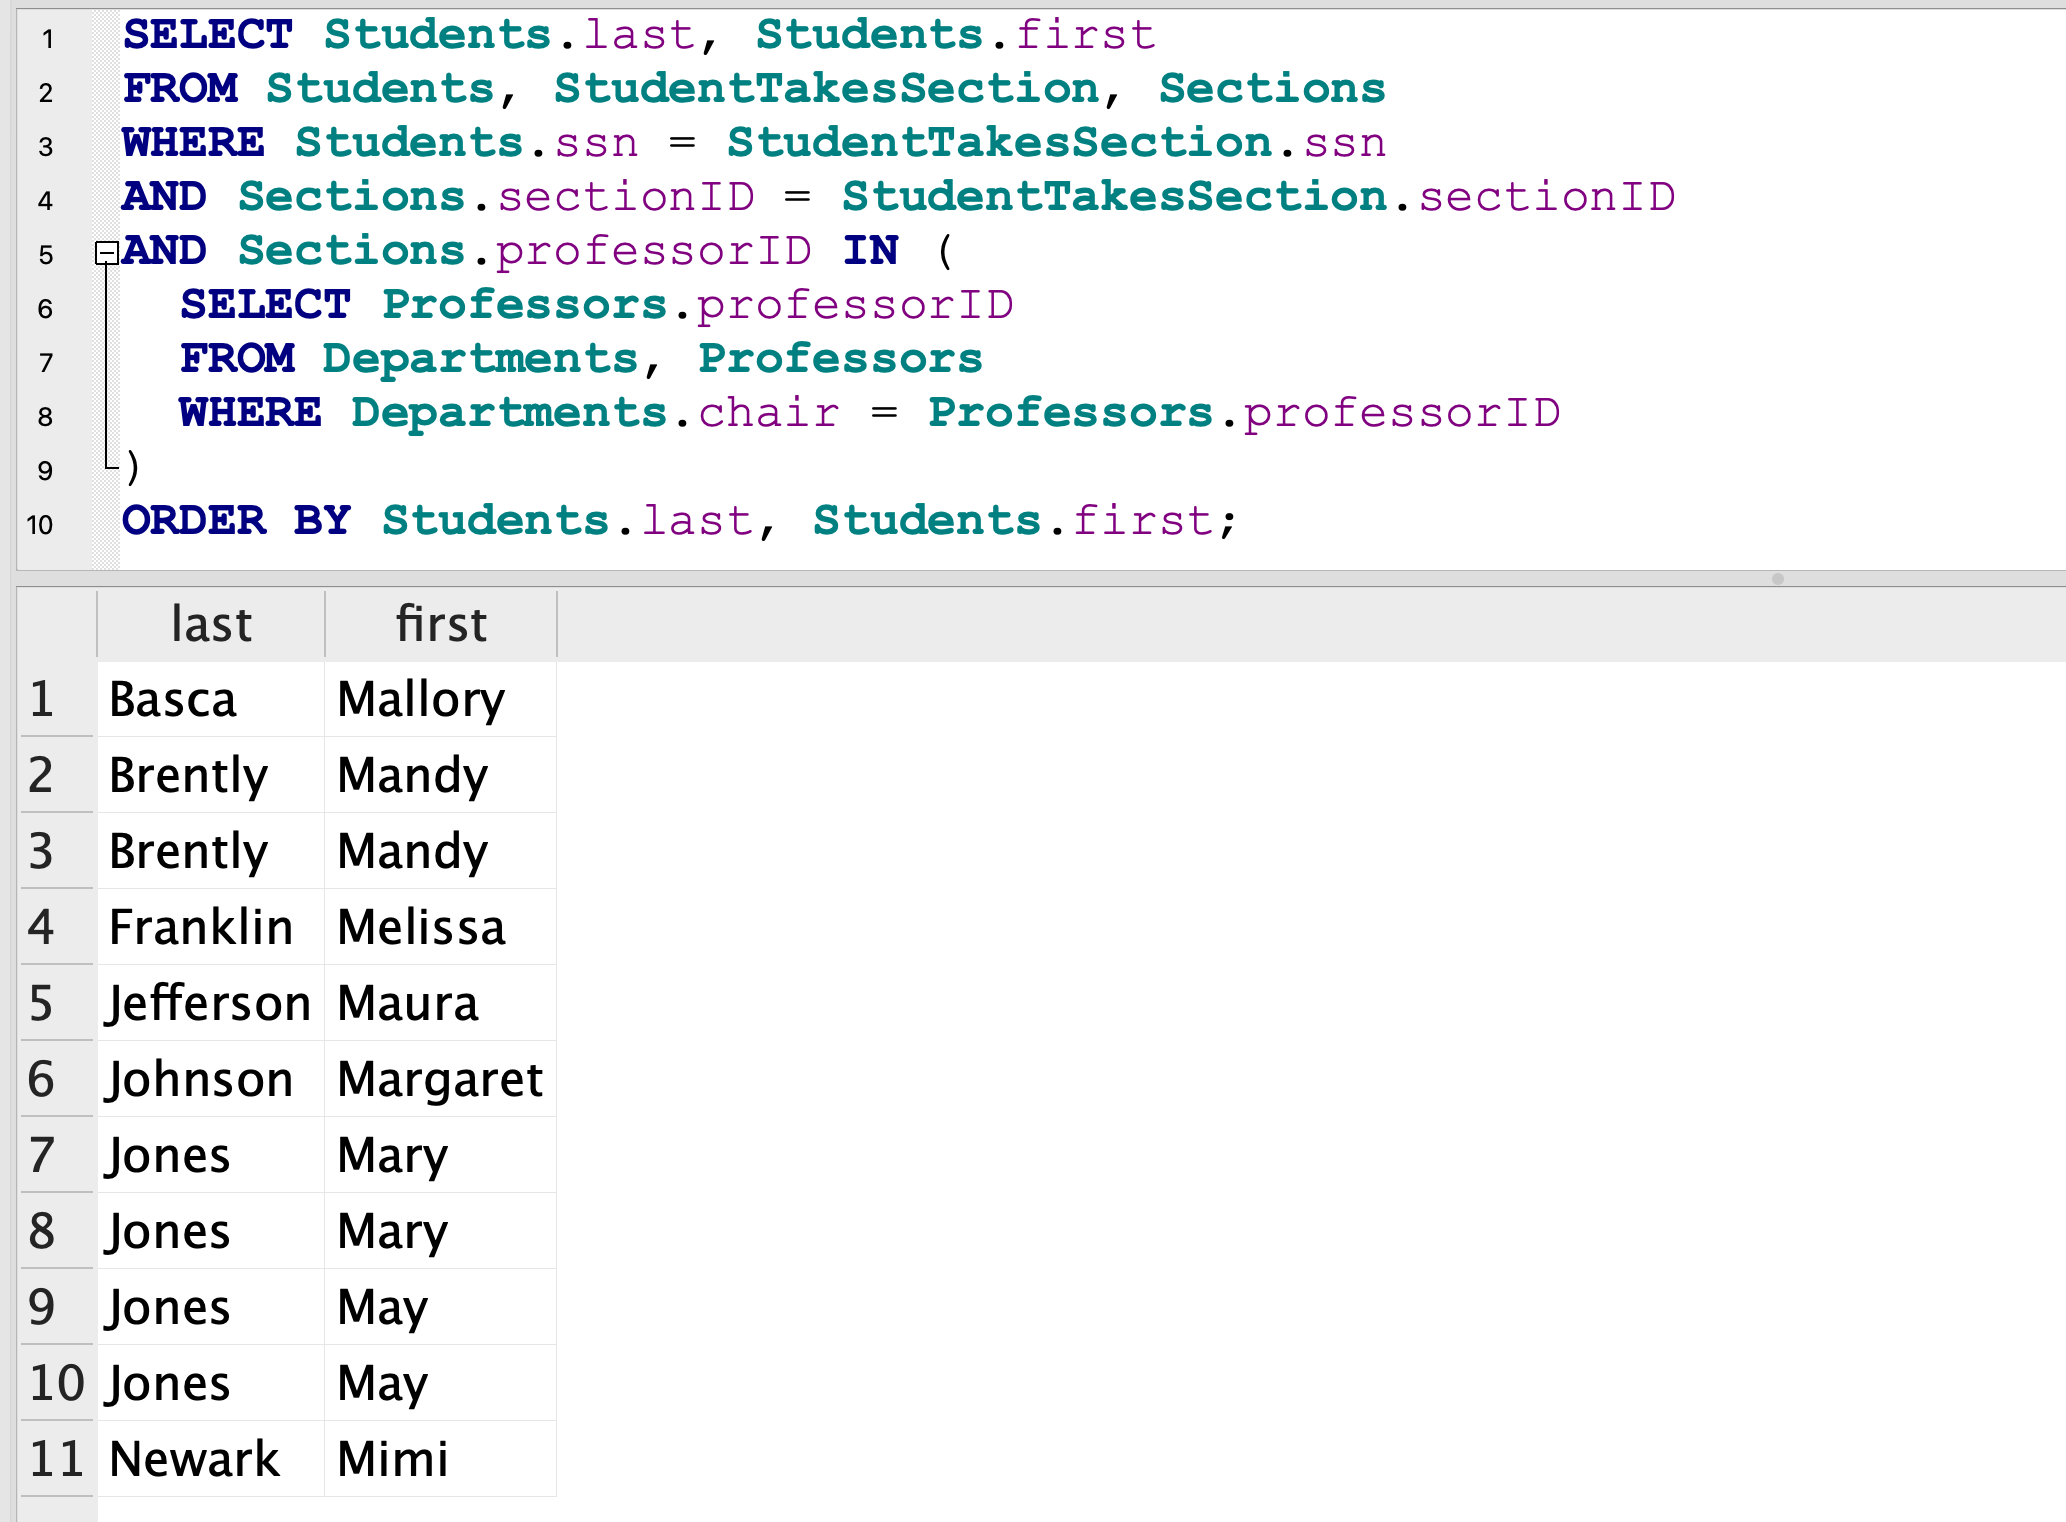 1 SELECT Students.last, Students.first
2 FROM Students, StudentTakesSection, Sections
3 WHERE Students.ssn = StudentTakesSection.ssn
4 AND Sections.sectionID = StudentTakesSection.sectionID
5 AND Sections.professorID IN (
6 SELECT Professors.professorID
7 FROM Departments, Professors
8 WHERE Departments.chair = Professors.professorID
9 )
10 ORDER BY Students.last, Students.first;
last first
1 Basca Mallory
2 Brently Mandy
3 Brently Mandy
4 Franklin Melissa
5 Jefferson Maura
6 Johnson Margaret
7 Jones Mary
8 Jones Mary
9 Jones May
10 Jones May
11 Newark Mimi